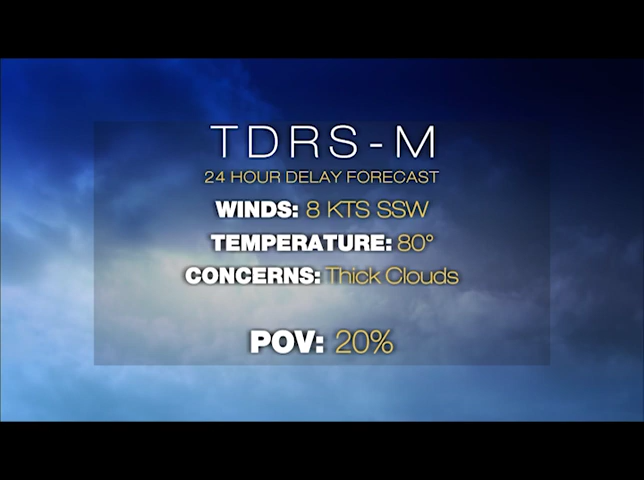 TDRS-M
24 HOUR DELAY FORECAST
WINDS: 8 KTS SSW
TEMPERATURE: 80°
CONCERNS: Thick Clouds
POV: 20%